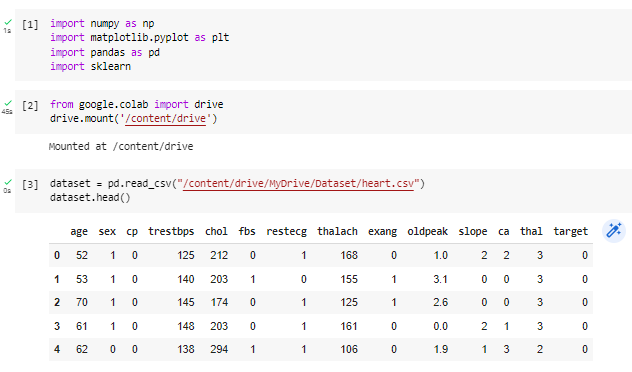 [1] import numpy as np
import matplotlib.pyplot as plt
import pandas as pd
import sklearn
1s
[2] from google.colab import drive
drive.mount('/content/drive')
45s
Mounted at /content/drive
[3] dataset = pd.read_csv("/content/drive/MyDrive/Dataset/heart.csv")
dataset.head()
0s
age sex cp trestbps chol fbs restecg thalach exang oldpeak slope ca thal target
0 52 1 0 125 212 0 1 168 0 1.0 2 2 3 0
1 53 1 0 140 203 1 0 155 1 3.1 0 0 3 0
2 70 1 0 145 174 0 1 125 1 2.6 0 0 3 0
3 61 1 0 148 203 0 1 161 0 0.0 2 1 3 0
4 62 0 0 138 294 1 1 106 0 1.9 1 3 2 0